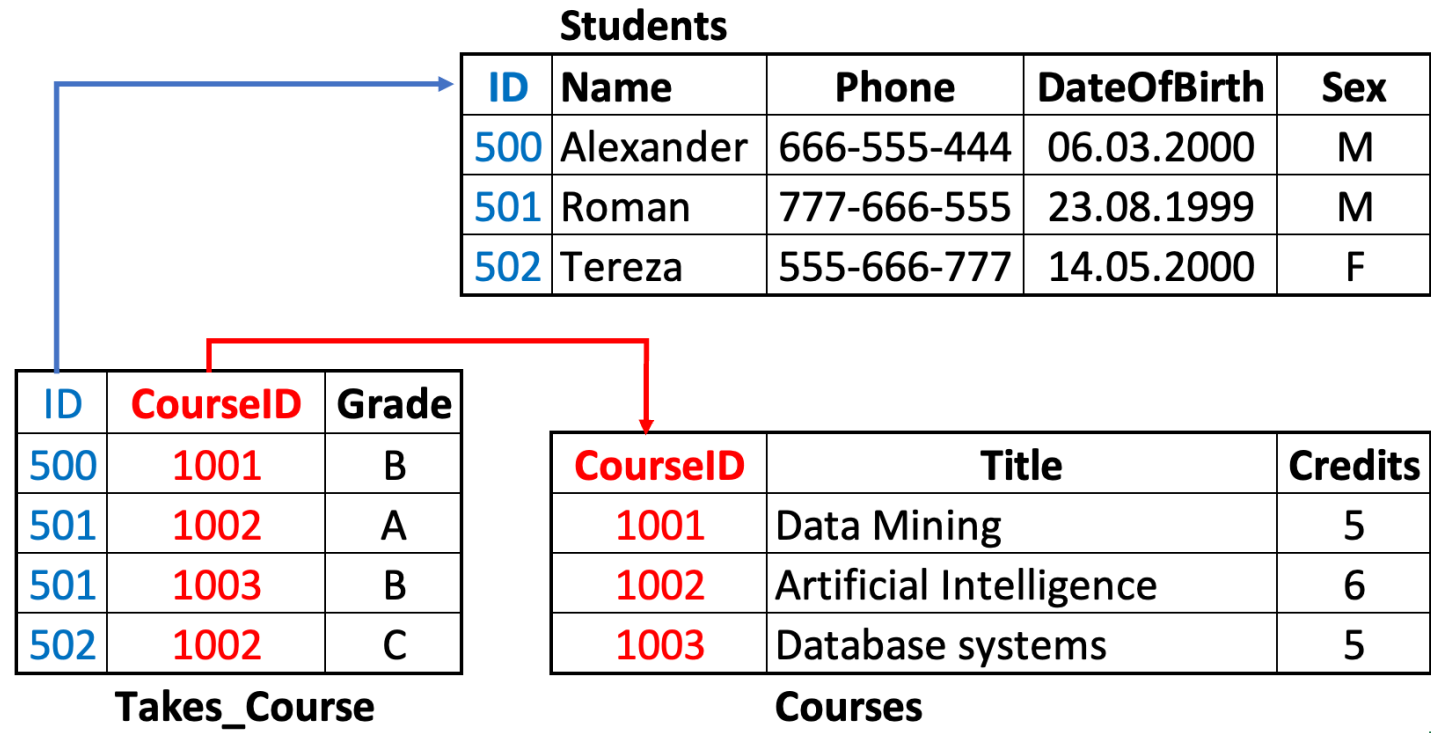 Students
ID Name Phone DateOfBirth Sex
500 Alexander 666-555-444 06.03.2000 M
501 Roman 777-666-555 23.08.1999 M
502 Tereza 555-666-777 14.05.2000 F
ID CourseID Grade
500 1001 B
501 1002 A
501 1003 B
502 1002 C
Takes_Course
CourseID Title Credits
1001 Data Mining 5
1002 Artificial Intelligence 6
1003 Database systems 5
Courses